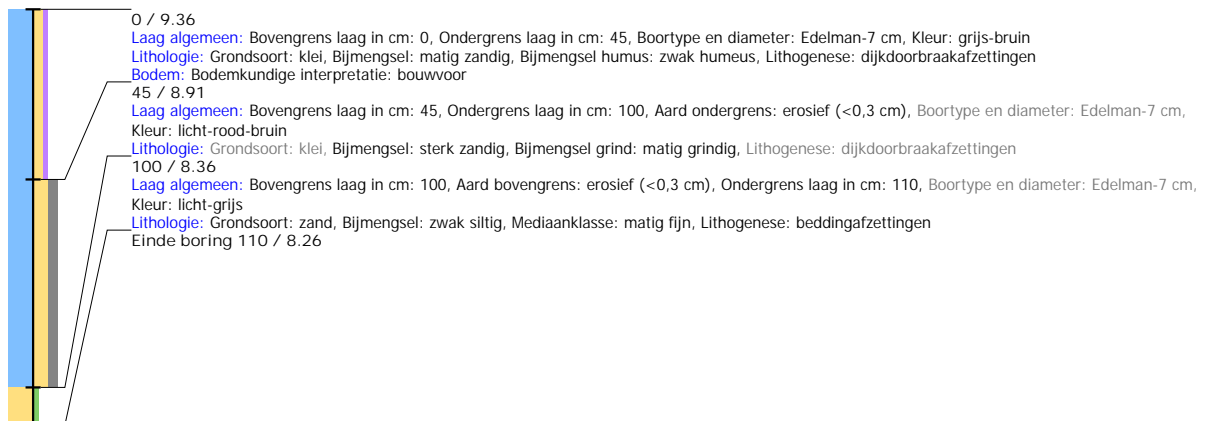 0 / 9.36
Laag algemeen: Bovengrens laag in cm: 0, Ondergrens laag in cm: 45, Boortype en diameter: Edelman-7 cm, Kleur: grijs-bruin
Lithologie: Grondsoort: klei, Bijmengsel: matig zandig, Bijmengsel humus: zwak humeus, Lithogenese: dijkdoorbraakafzettingen
Bodem: Bodemkundige interpretatie: bouwvoor
45 / 8.91
Laag algemeen: Bovengrens laag in cm: 45, Ondergrens laag in cm: 100, Aard ondergrens: erosief (<0,3 cm), Boortype en diameter: Edelman-7 cm,
Kleur: licht-rood-bruin
Lithologie: Grondsoort: klei, Bijmengsel: sterk zandig, Bijmengsel grind: matig grindig, Lithogenese: dijkdoorbraakafzettingen
100 / 8.36
Laag algemeen: Bovengrens laag in cm: 100, Aard bovengrens: erosief (<0,3 cm), Ondergrens laag in cm: 110, Boortype en diameter: Edelman-7 cm,
Kleur: licht-grijs
Lithologie: Grondsoort: zand, Bijmengsel: zwak siltig, Mediaanklasse: matig fijn, Lithogenese: beddingafzettingen
Einde boring 110 / 8.26